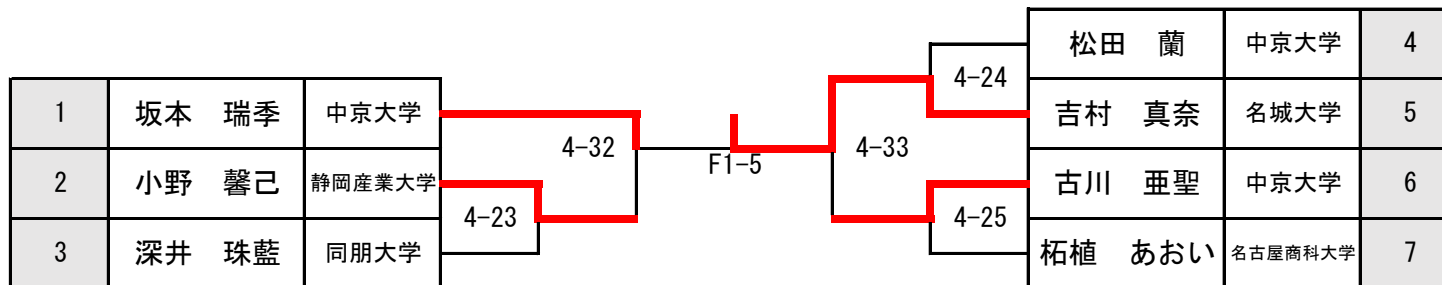 1 坂本　瑞季 中京大学
2 小野　馨己 静岡産業大学
3 深井　珠藍 同朋大学
4-23
4-32
F1-5
4-33
4-24
4-25
松田　蘭 中京大学 4
吉村　真奈 名城大学 5
古川　亜聖 中京大学 6
柘植　あおい 名古屋商科大学 7